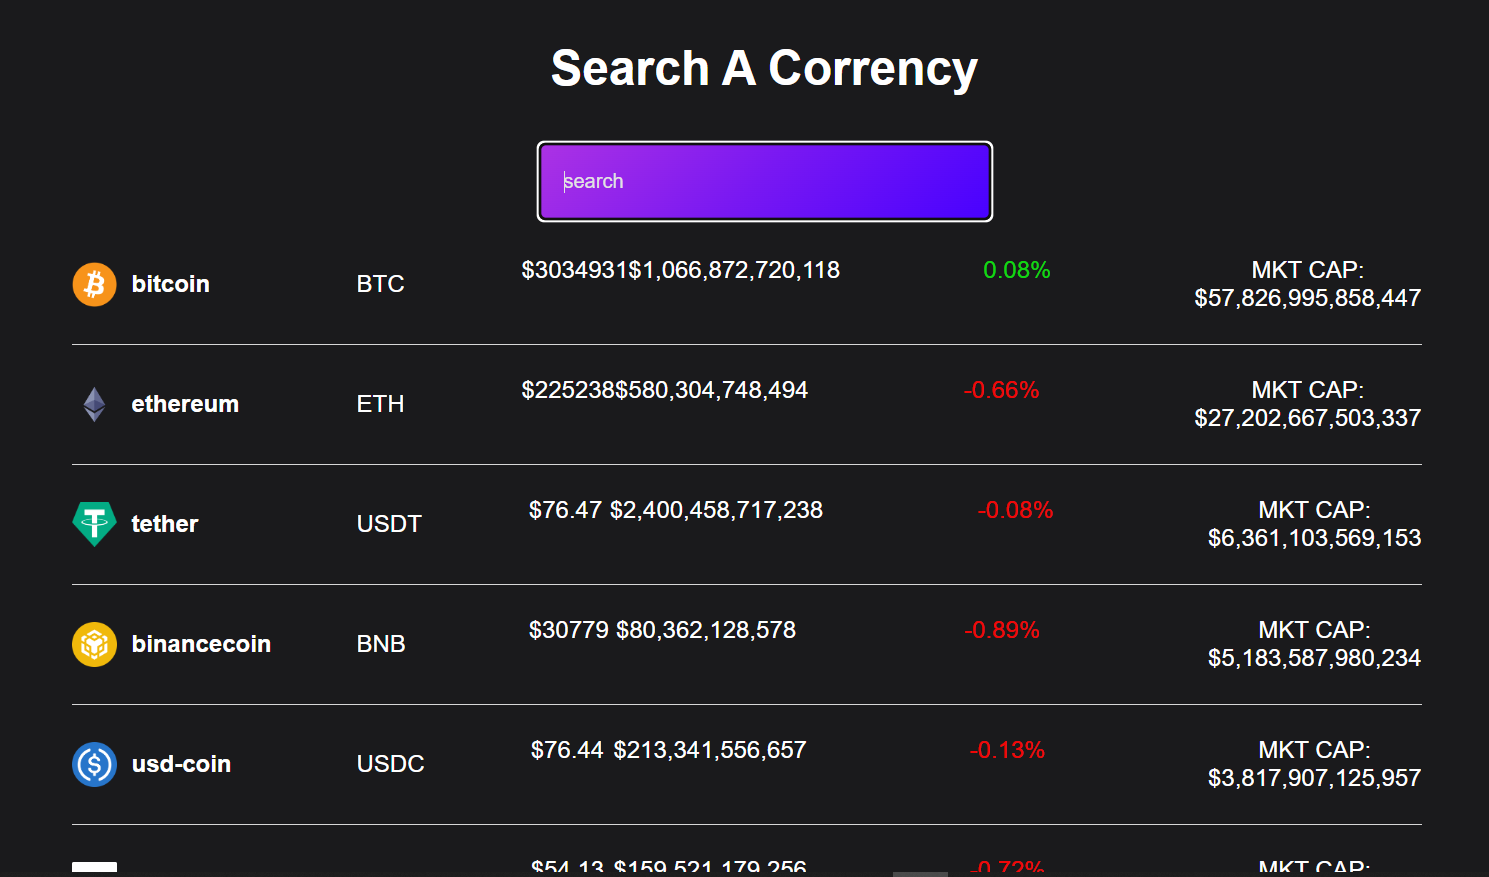 Search A Corrency
search
bitcoin BTC $3034931$1,066,872,720,118 0.08% MKT CAP:
$57,826,995,858,447
ethereum ETH $225238$580,304,748,494 -0.66% MKT CAP:
$27,202,667,503,337
tether USDT $76.47 $2,400,458,717,238 -0.08% MKT CAP:
$6,361,103,569,153
binancecoin BNB $30779 $80,362,128,578 -0.89% MKT CAP:
$5,183,587,980,234
usd-coin USDC $76.44 $213,341,556,657 -0.13% MKT CAP:
$3,817,907,125,957
$54.13 $159,521,179,256 -0.72% MKT CAP: